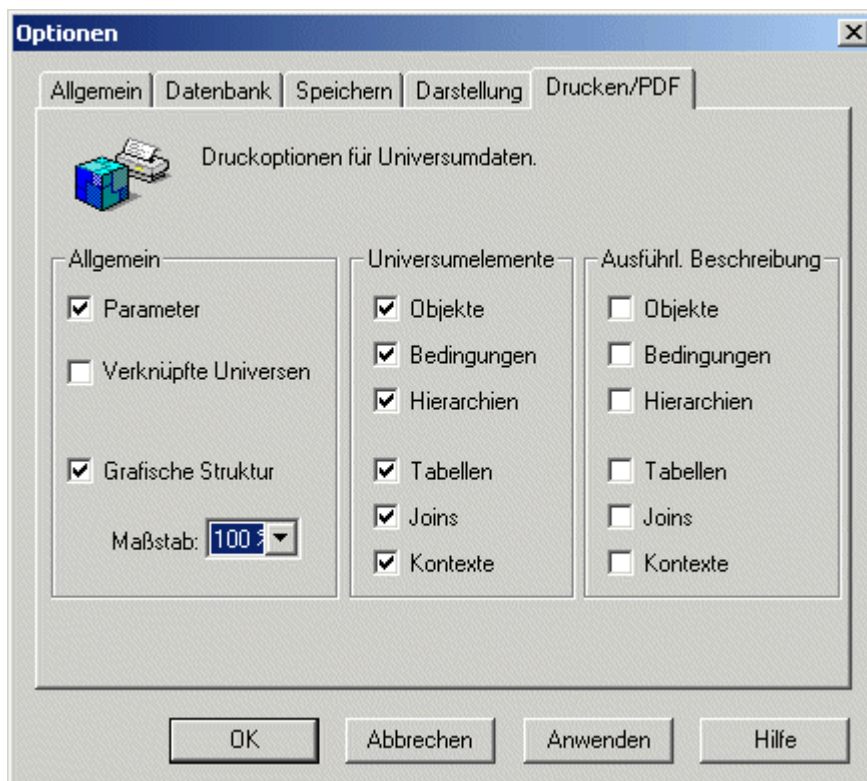 Optionen
Allgemein
Datenbank
Speichern
Darstellung
Drucken/PDF
Druckoptionen für Universumdaten.
Allgemein
Parameter
Verknüpfte Universen
Grafische Struktur
Maßstab: 100 %
Universumelemente
Objekte
Bedingungen
Hierarchien
Tabellen
Joins
Kontexte
Ausführl. Beschreibung
Objekte
Bedingungen
Hierarchien
Tabellen
Joins
Kontexte
OK
Abbrechen
Anwenden
Hilfe